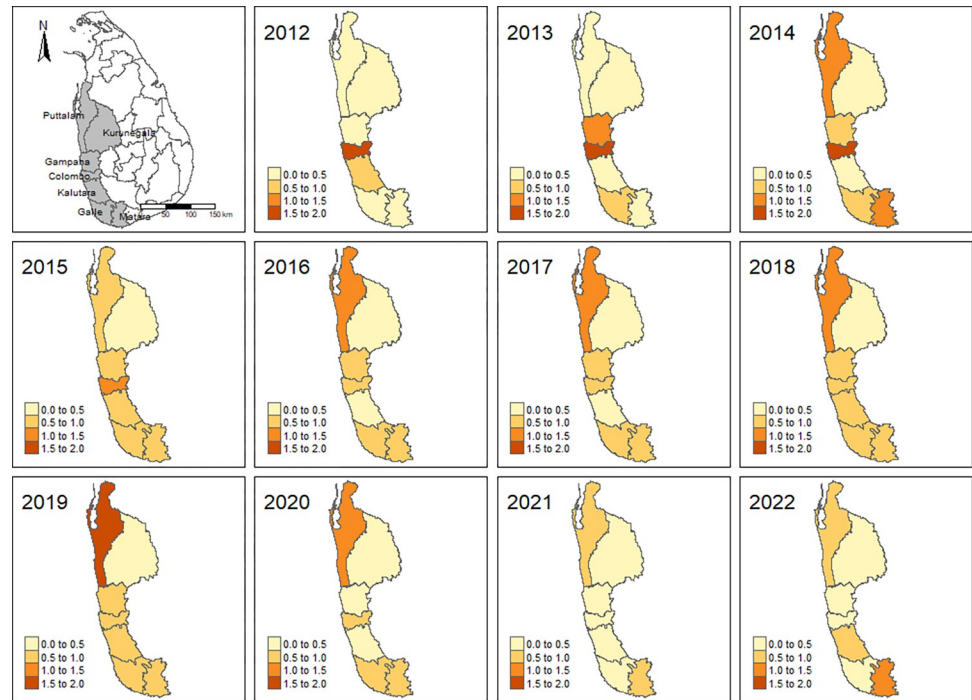 N
Puttalam
Kurunegala
Gampaha
Colombo
Kalutara
Galle
Matara
0 50 100 150 km
2012
0.0 to 0.5
0.5 to 1.0
1.0 to 1.5
1.5 to 2.0
2013
0.0 to 0.5
0.5 to 1.0
1.0 to 1.5
1.5 to 2.0
2014
0.0 to 0.5
0.5 to 1.0
1.0 to 1.5
1.5 to 2.0
2015
0.0 to 0.5
0.5 to 1.0
1.0 to 1.5
1.5 to 2.0
2016
0.0 to 0.5
0.5 to 1.0
1.0 to 1.5
1.5 to 2.0
2017
0.0 to 0.5
0.5 to 1.0
1.0 to 1.5
1.5 to 2.0
2018
0.0 to 0.5
0.5 to 1.0
1.0 to 1.5
1.5 to 2.0
2019
0.0 to 0.5
0.5 to 1.0
1.0 to 1.5
1.5 to 2.0
2020
0.0 to 0.5
0.5 to 1.0
1.0 to 1.5
1.5 to 2.0
2021
0.0 to 0.5
0.5 to 1.0
1.0 to 1.5
1.5 to 2.0
2022
0.0 to 0.5
0.5 to 1.0
1.0 to 1.5
1.5 to 2.0